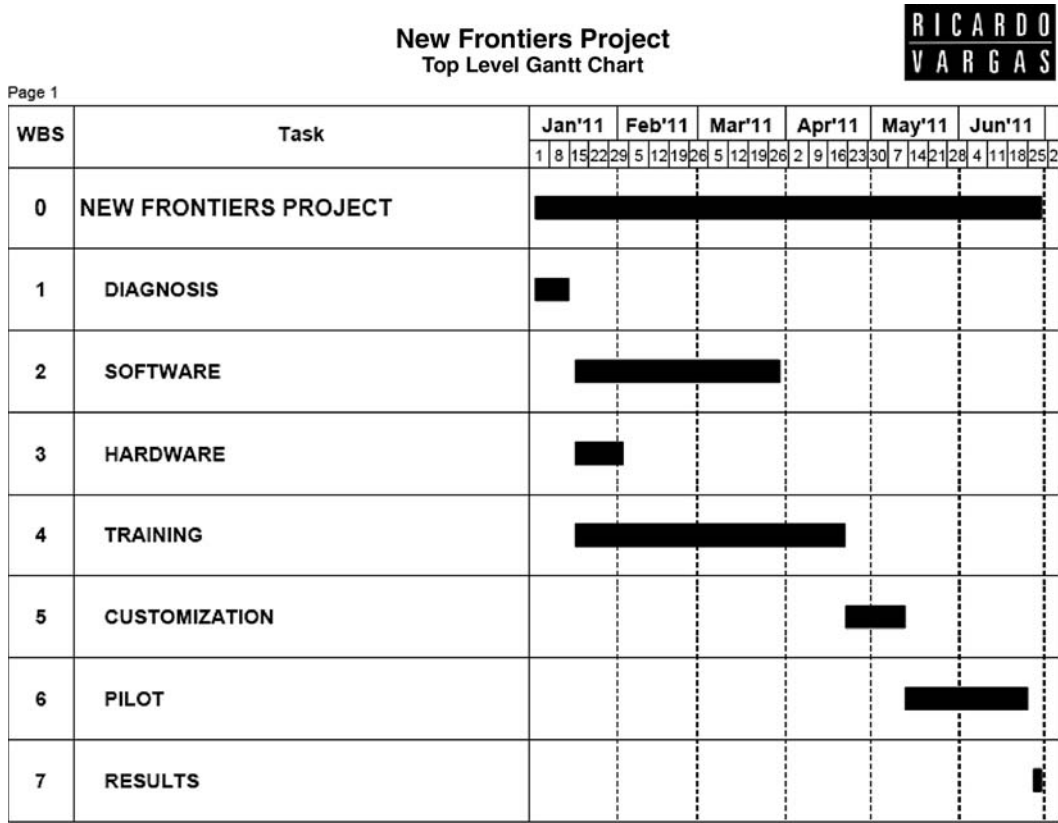 New Frontiers Project
Top Level Gantt Chart
RICARDO
VARGAS
Page 1
WBS Task Jan'11 Feb'11 Mar'11 Apr'11 May'11 Jun'11
1 8 15 22 29 5 12 19 26 5 12 19 26 2 9 16 23 30 7 14 21 28 4 11 18 25 2
0 NEW FRONTIERS PROJECT
1 DIAGNOSIS
2 SOFTWARE
3 HARDWARE
4 TRAINING
5 CUSTOMIZATION
6 PILOT
7 RESULTS